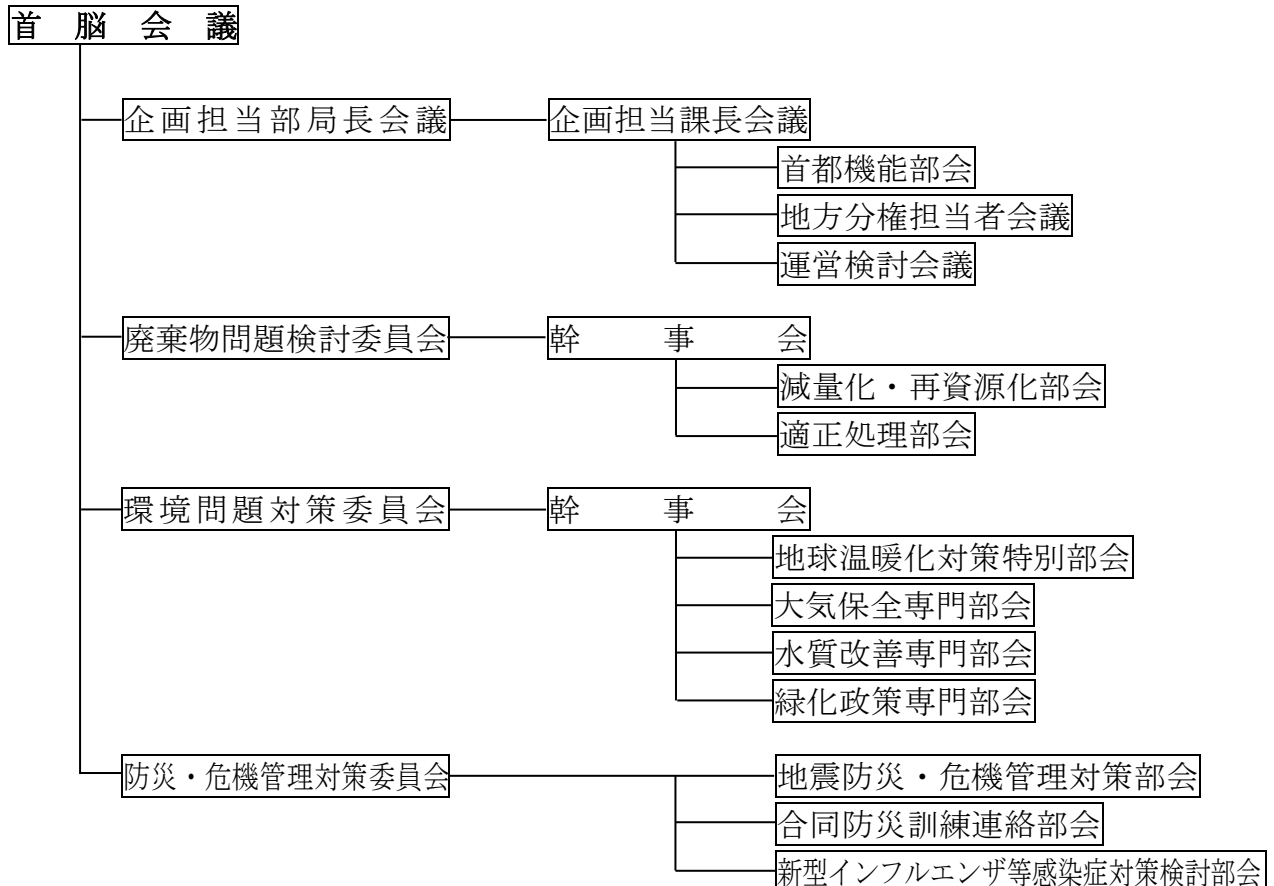 首脳会議
企画担当部局長会議
企画担当課長会議
首都機能部会
地方分権担当者会議
運営検討会議
廃棄物問題検討委員会
幹事会
減量化・再資源化部会
適正処理部会
環境問題対策委員会
幹事会
地球温暖化対策特別部会
大気保全専門部会
水質改善専門部会
緑化政策専門部会
防災・危機管理対策委員会
地震防災・危機管理対策部会
合同防災訓練連絡部会
新型インフルエンザ等感染症対策検討部会